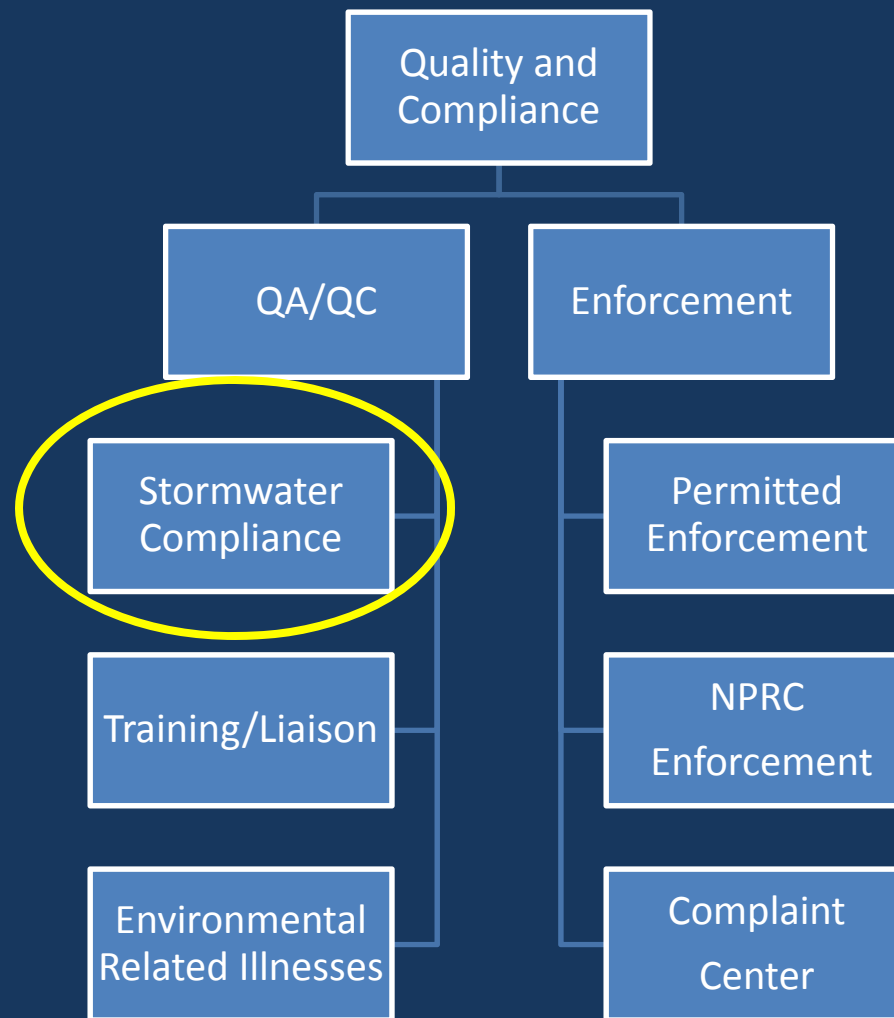 Quality and
Compliance
QA/QC
Enforcement
Stormwater
Compliance
Permitted
Enforcement
Training/Liaison
NPRC
Enforcement
Environmental
Related Illnesses
Complaint
Center